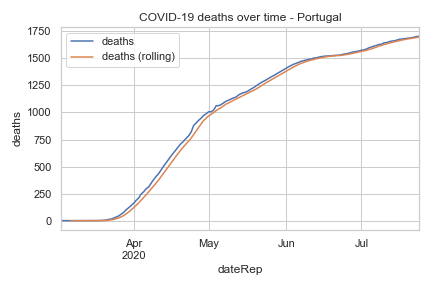 COVID-19 deaths over time - Portugal
deaths
deaths (rolling)
1750
1500
1250
1000
750
500
250
0
deaths
Apr
2020
May
Jun
Jul
dateRep